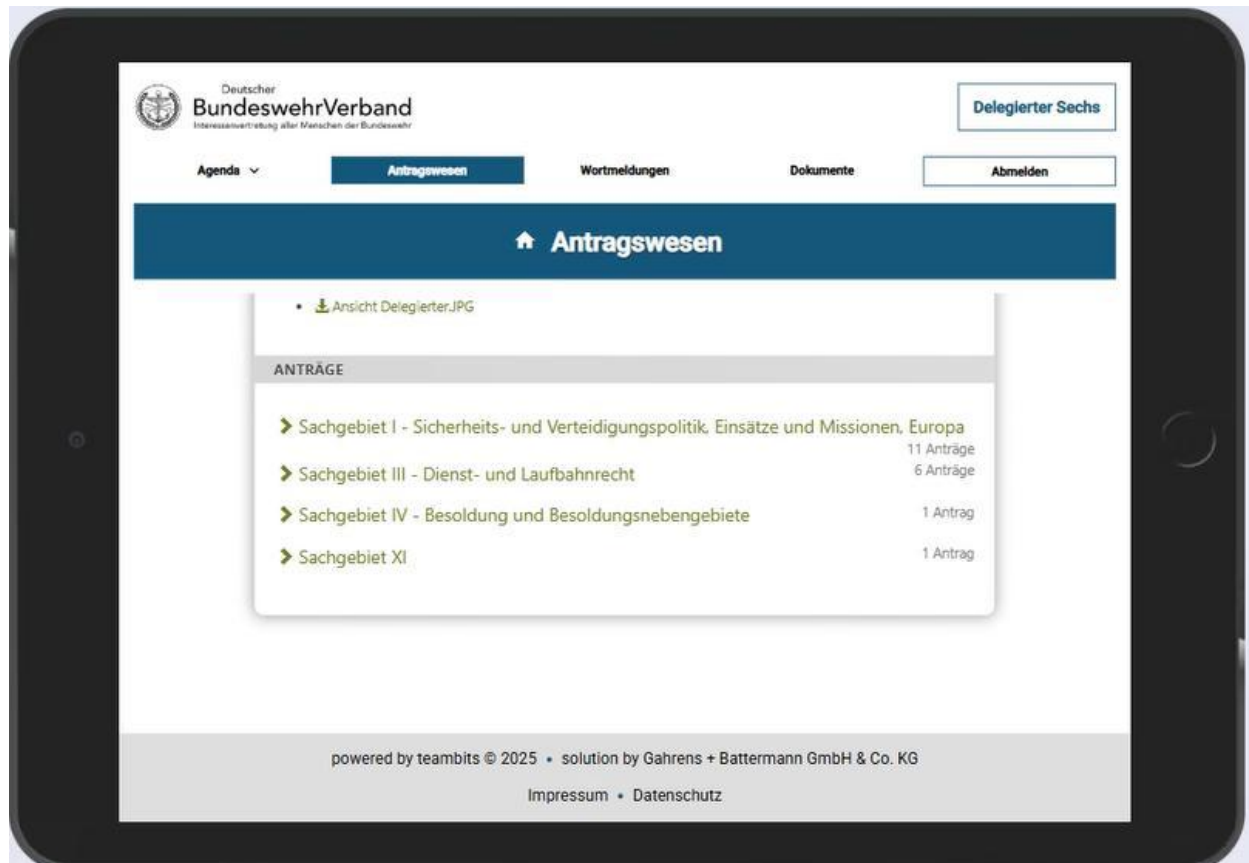 Deutscher
BundeswehrVerband
Interessenvertretung aller Menschen der Bundeswehr
Delegierter Sechs
Agenda Antragswesen Wortmeldungen Dokumente Abmelden
Antragswesen
• Ansicht Delegierter.JPG
ANTRÄGE
Sachgebiet I - Sicherheits- und Verteidigungspolitik, Einsätze und Missionen, Europa
11 Anträge
Sachgebiet III - Dienst- und Laufbahnrecht 6 Anträge
Sachgebiet IV - Besoldung und Besoldungsnebengebiete 1 Antrag
Sachgebiet XI 1 Antrag
powered by teambits © 2025 • solution by Gahrens + Battermann GmbH & Co. KG
Impressum • Datenschutz